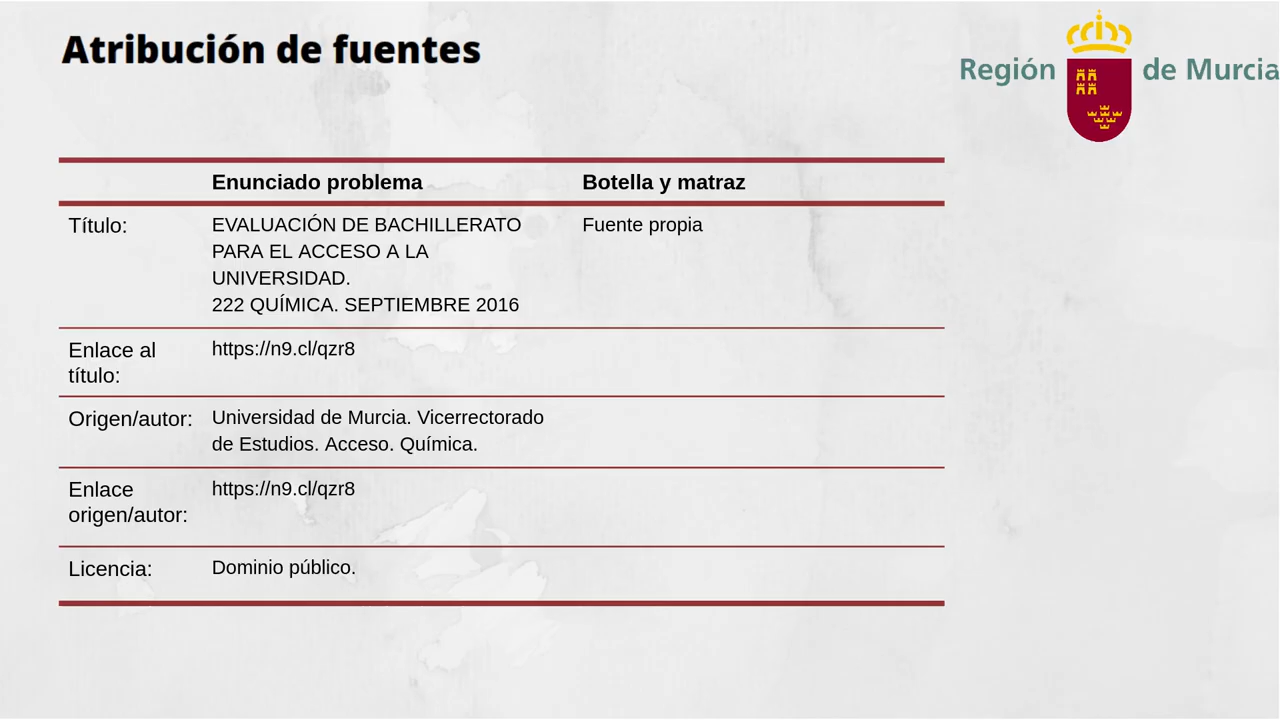 Atribución de fuentes
Región de Murcia
Enunciado problema Botella y matraz
Título: EVALUACIÓN DE BACHILLERATO Fuente propia
PARA EL ACCESO A LA
UNIVERSIDAD.
222 QUÍMICA. SEPTIEMBRE 2016
Enlace al
título:
https://n9.cl/qzr8
Origen/autor: Universidad de Murcia. Vicerrectorado
de Estudios. Acceso. Química.
Enlace
origen/autor:
https://n9.cl/qzr8
Licencia: Dominio público.